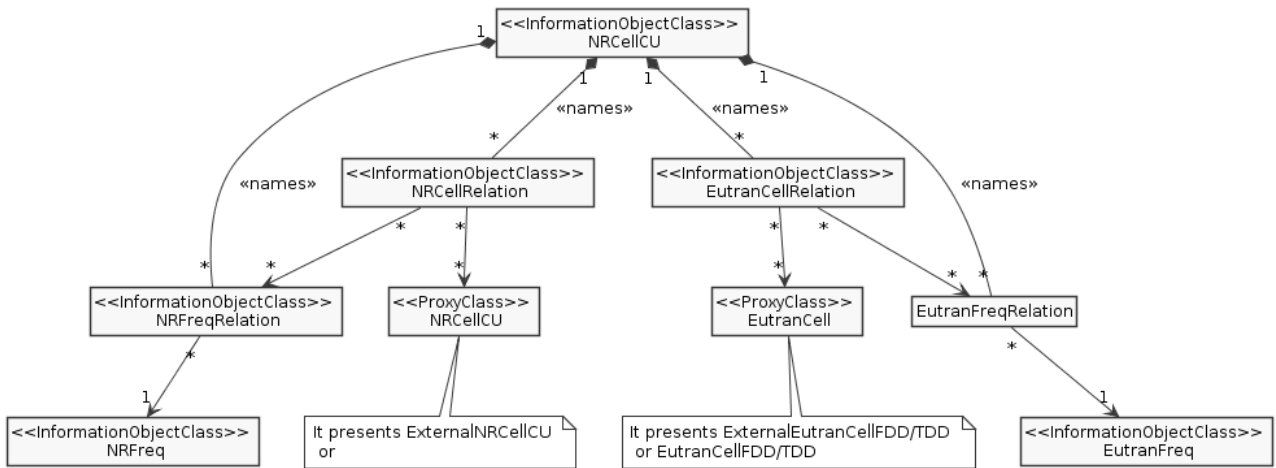 <<InformationObjectClass>>
NRCellCU
1
1
1
1
«names»
«names»
*
*
<<InformationObjectClass>>
NRCellRelation
<<InformationObjectClass>>
EutranCellRelation
«names»
«names»
*
*
*
*
*
*
*
*
*
*
<<InformationObjectClass>>
NRFreqRelation
<<ProxyClass>>
NRCellCU
<<ProxyClass>>
EutranCell
EutranFreqRelation
*
*
1
1
<<InformationObjectClass>>
NRFreq
It presents ExternalNRCellCU
or
It presents ExternalEutranCellFDD/TDD
or EutranCellFDD/TDD
<<InformationObjectClass>>
EutranFreq